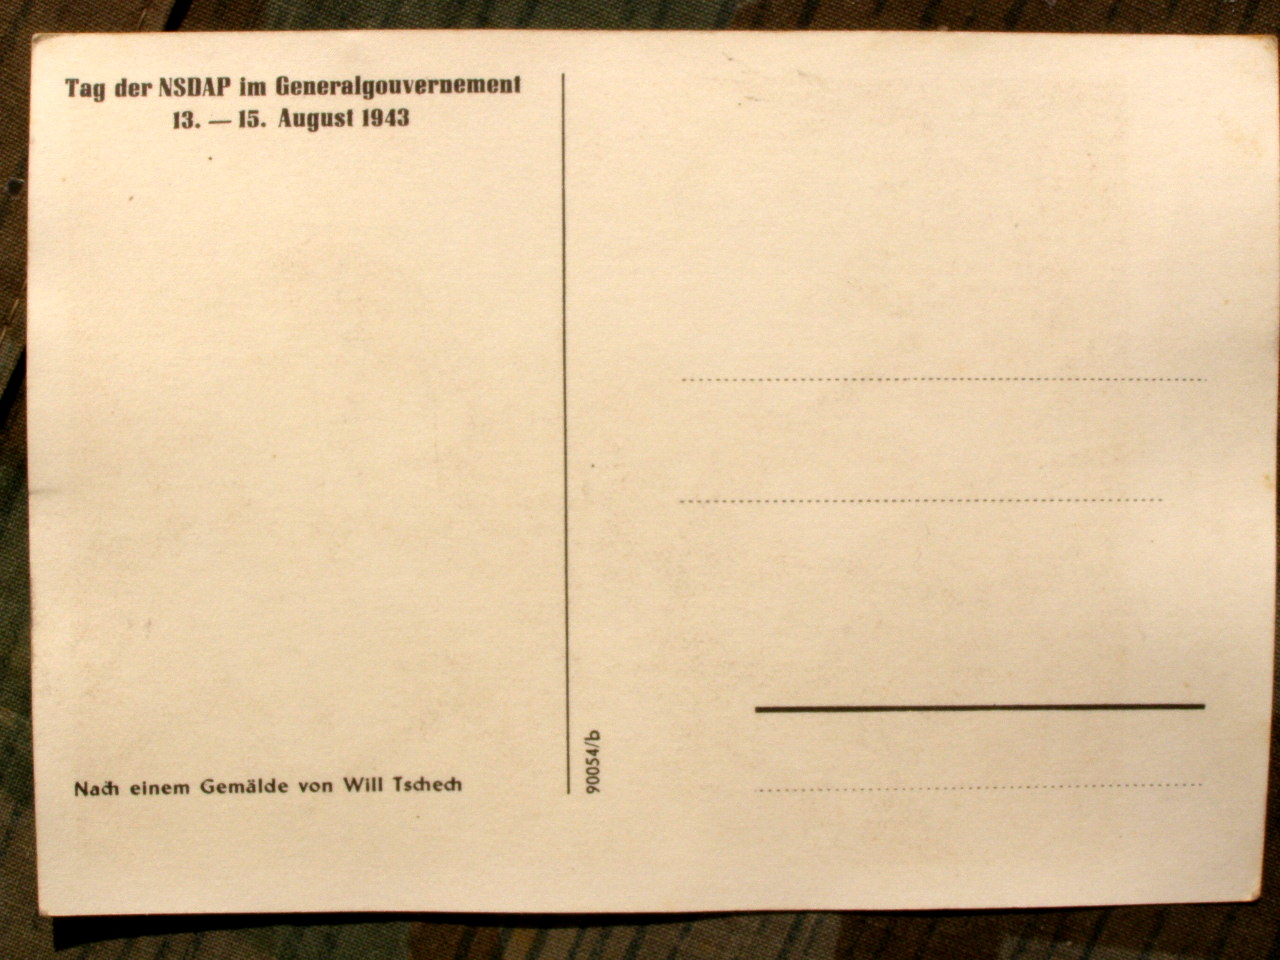 Tag der NSDAP im Generalgouvernement
13. — 15. August 1943
Nach einem Gemälde von Will Tschech
90054/b